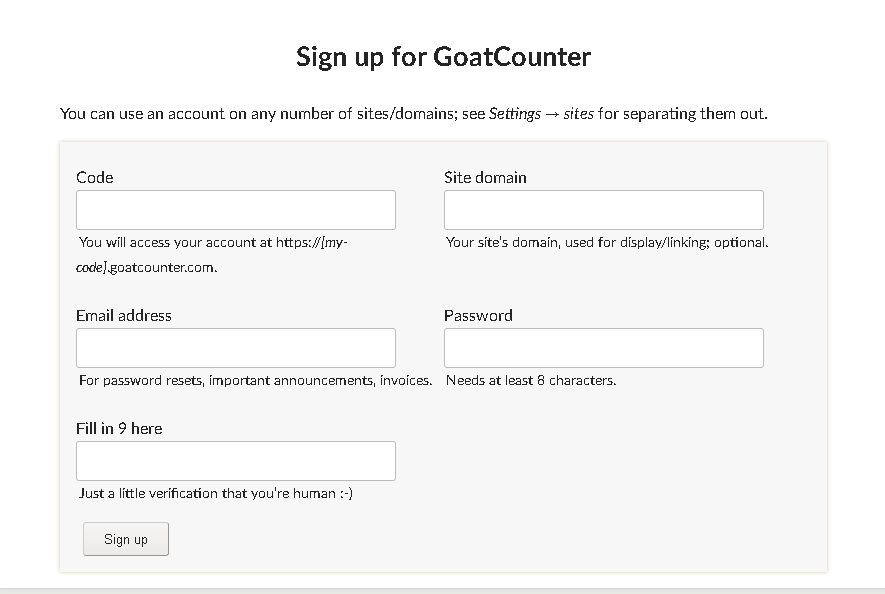 Sign up for GoatCounter
You can use an account on any number of sites/domains; see Settings → sites for separating them out.
Code
Site domain
You will access your account at https://[my-
code].goatcounter.com.
Your site's domain, used for display/linking; optional.
Email address
Password
For password resets, important announcements, invoices.
Needs at least 8 characters.
Fill in 9 here
Just a little verification that you're human :-)
Sign up